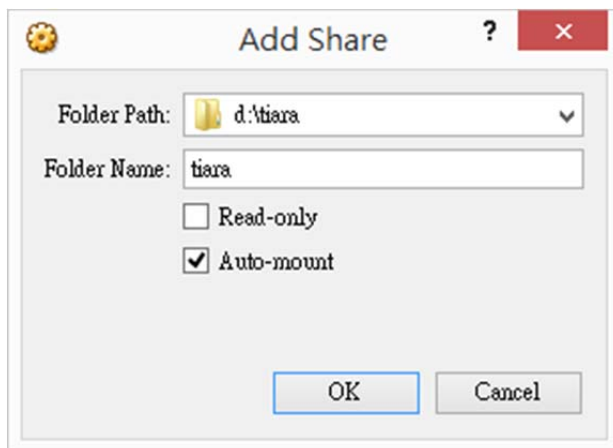 Add Share
?
Folder Path: d:\tiara
Folder Name: tiara
Read-only
Auto-mount
OK Cancel